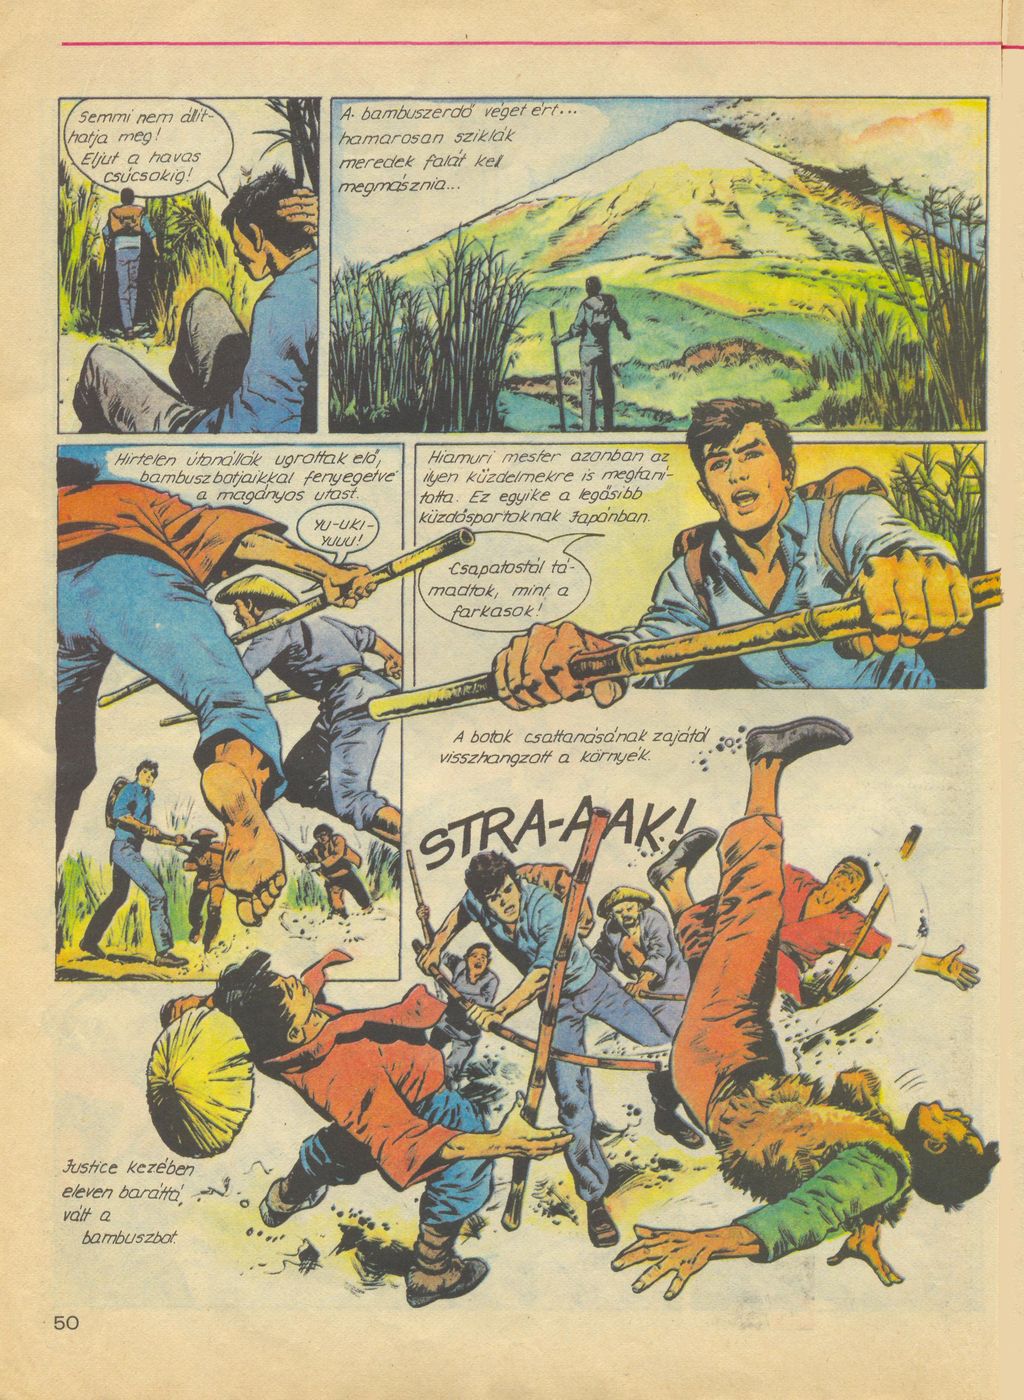 Semmi nem állít-
hatja meg!
Eljut a havas
csúcsokig!
A bambuszerdő véget ért...
hamarosan sziklák
meredek falát kell
megmásznia...
Hirtelen útonállók ugrottak elő,
bambuszbotjaikkal fenyegetve
a magányos utast.
YU-UKI-
YUUU!
Hiamuri mester azonban az
ilyen küzdelmekre is megtaní-
totta. Ez egyike a legősibb
küzdősportoknak Japánban.
-Csapatostól tá-
madtok, mint a
farkasok!
A botok csattanásának zajától
visszhangzott a környék.
STRA-A-AK!
Justice kezében
eleven baráttá
vált a
bambuszbot.
50